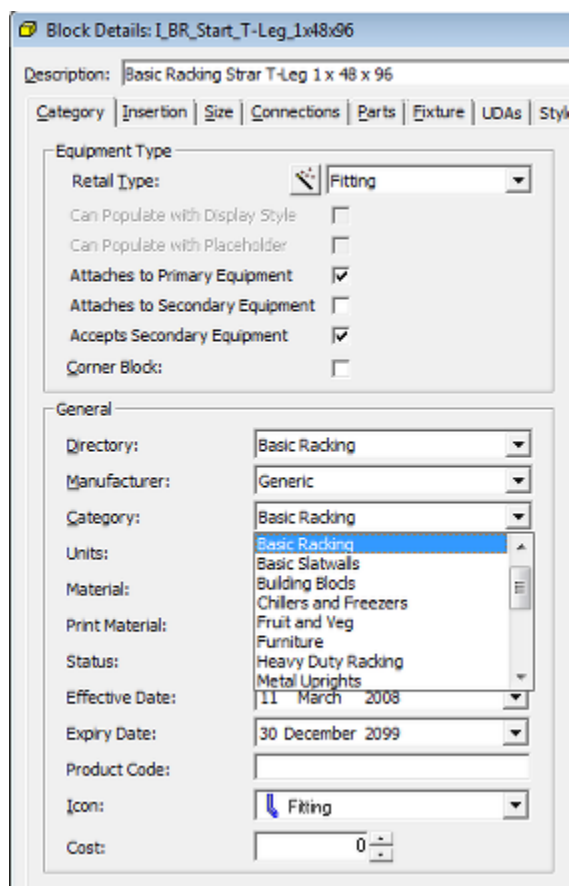 Block Details: I_BR_Start_T-Leg_1x48x96
Description: Basic Racking Strar T-Leg 1 x 48 x 96
Category Insertion Size Connections Parts Fixture UDAs Styl
Equipment Type
Retail Type: Fitting
Can Populate with Display Style
Can Populate with Placeholder
Attaches to Primary Equipment
Attaches to Secondary Equipment
Accepts Secondary Equipment
Corner Block:
General
Directory: Basic Racking
Manufacturer: Generic
Category: Basic Racking
Basic Racking
Units:
Basic Slatwalls
Building Blocls
Material:
Chillers and Freezers
Fruit and Veg
Print Material:
Furniture
Status:
Heavy Duty Racking
Metal Uprights
Effective Date: 11 March 2008
Expiry Date: 30 December 2099
Product Code:
Icon: Fitting
Cost: 0